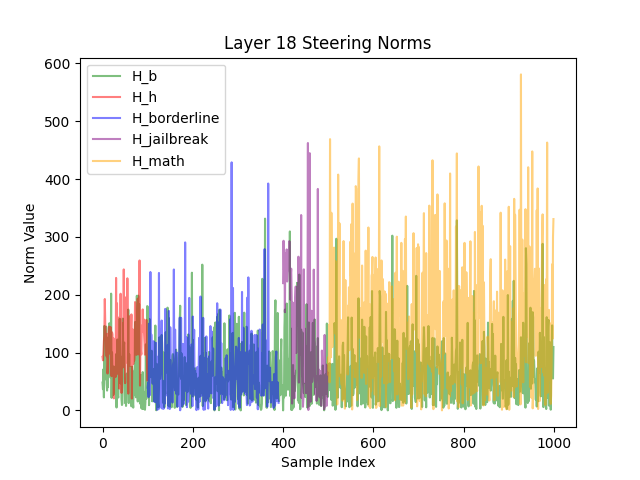 Layer 18 Steering Norms
H_b
H_h
H_borderline
H_jailbreak
H_math
Norm Value
600
500
400
300
200
100
0
0 200 400 600 800 1000
Sample Index